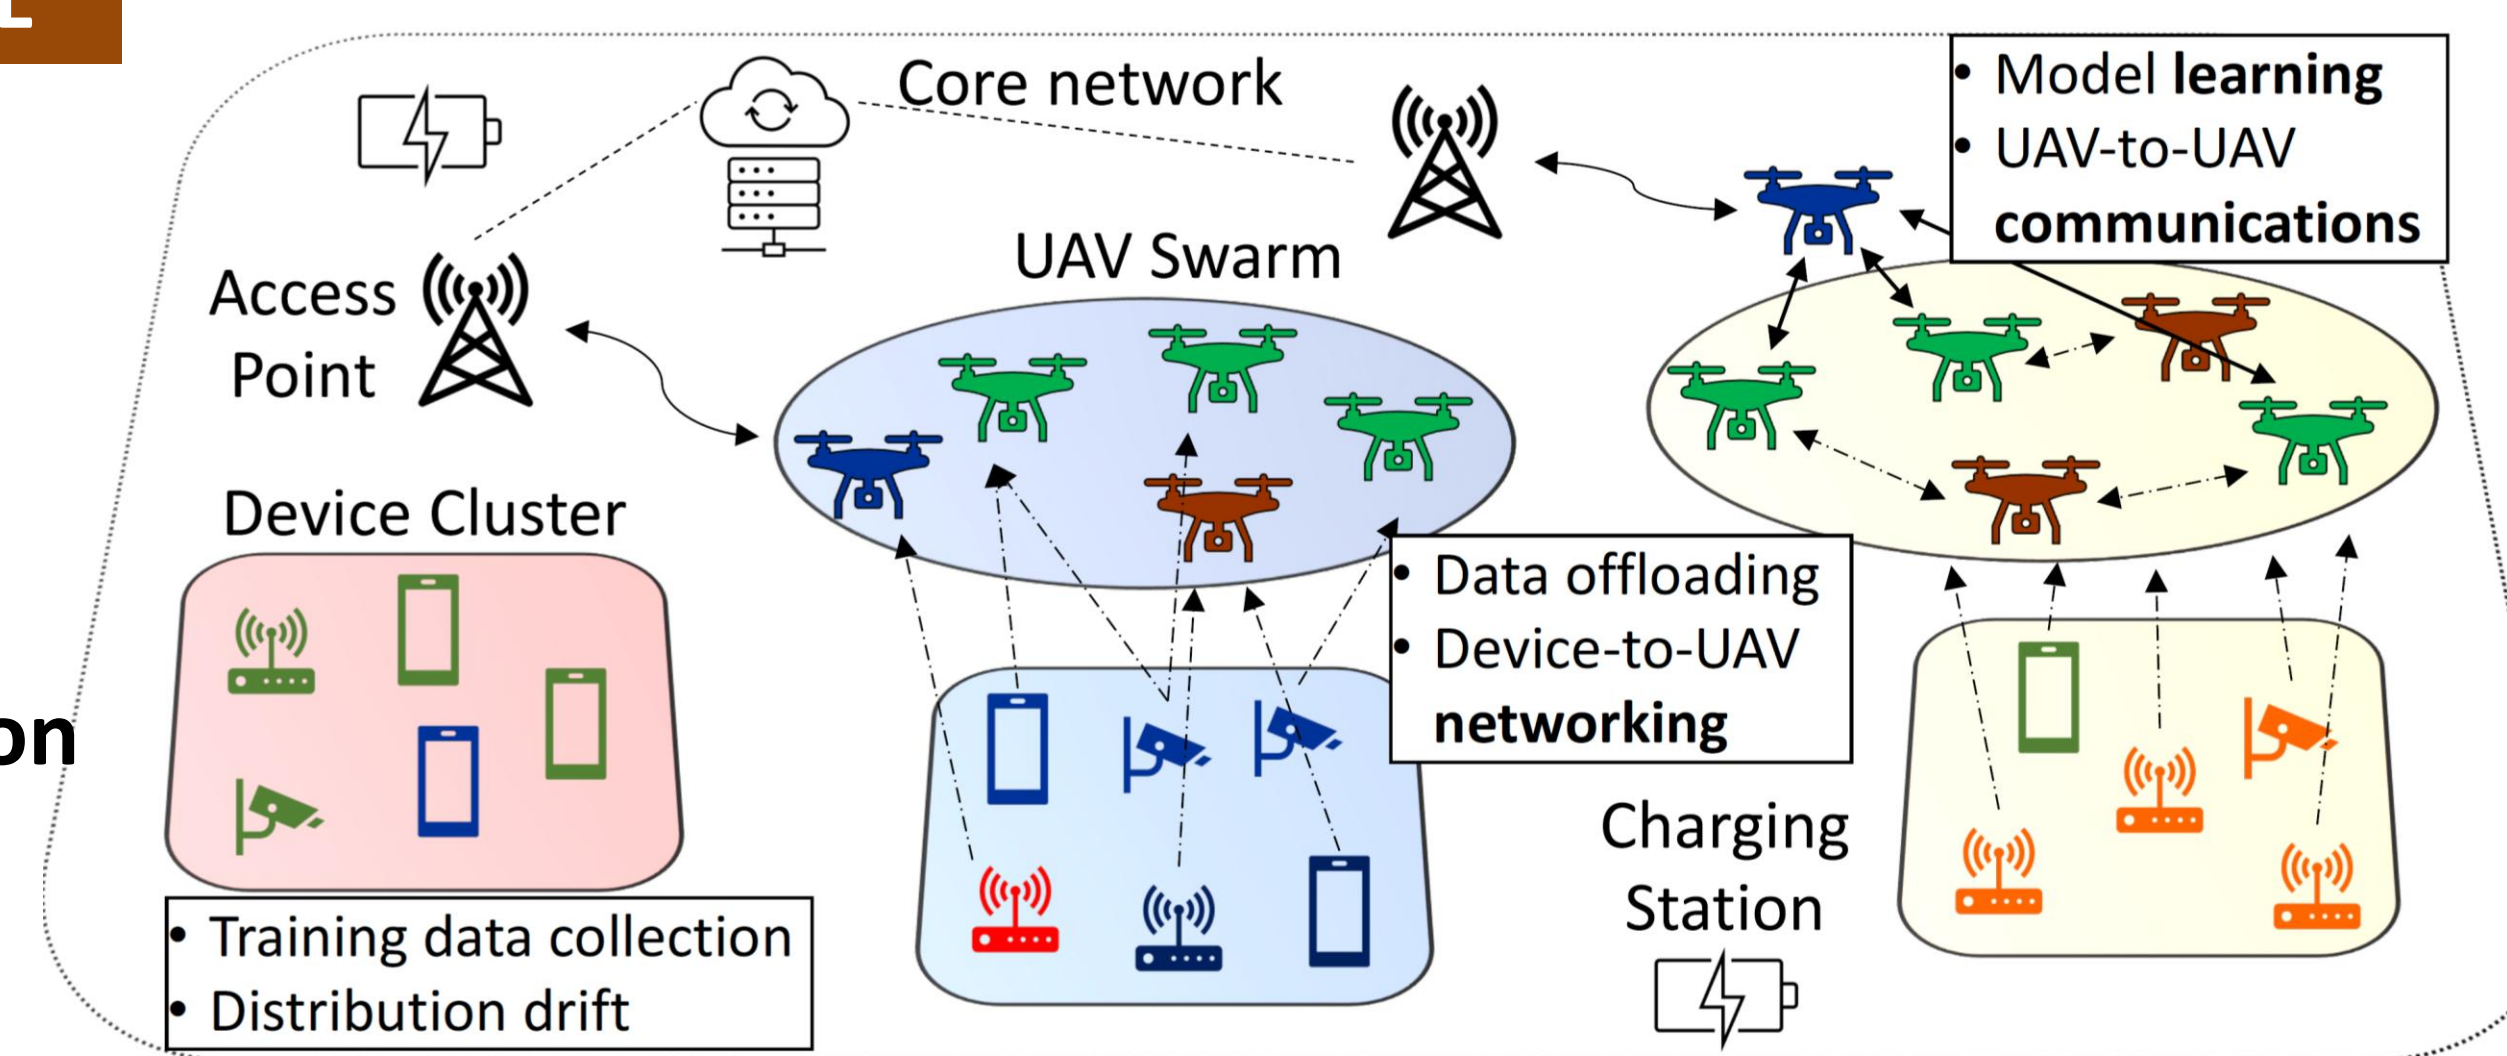 Core network
• Model learning
• UAV-to-UAV
communications
UAV Swarm
Access
Point
Device Cluster
• Data offloading
• Device-to-UAV
networking
Charging
Station
• Training data collection
• Distribution drift